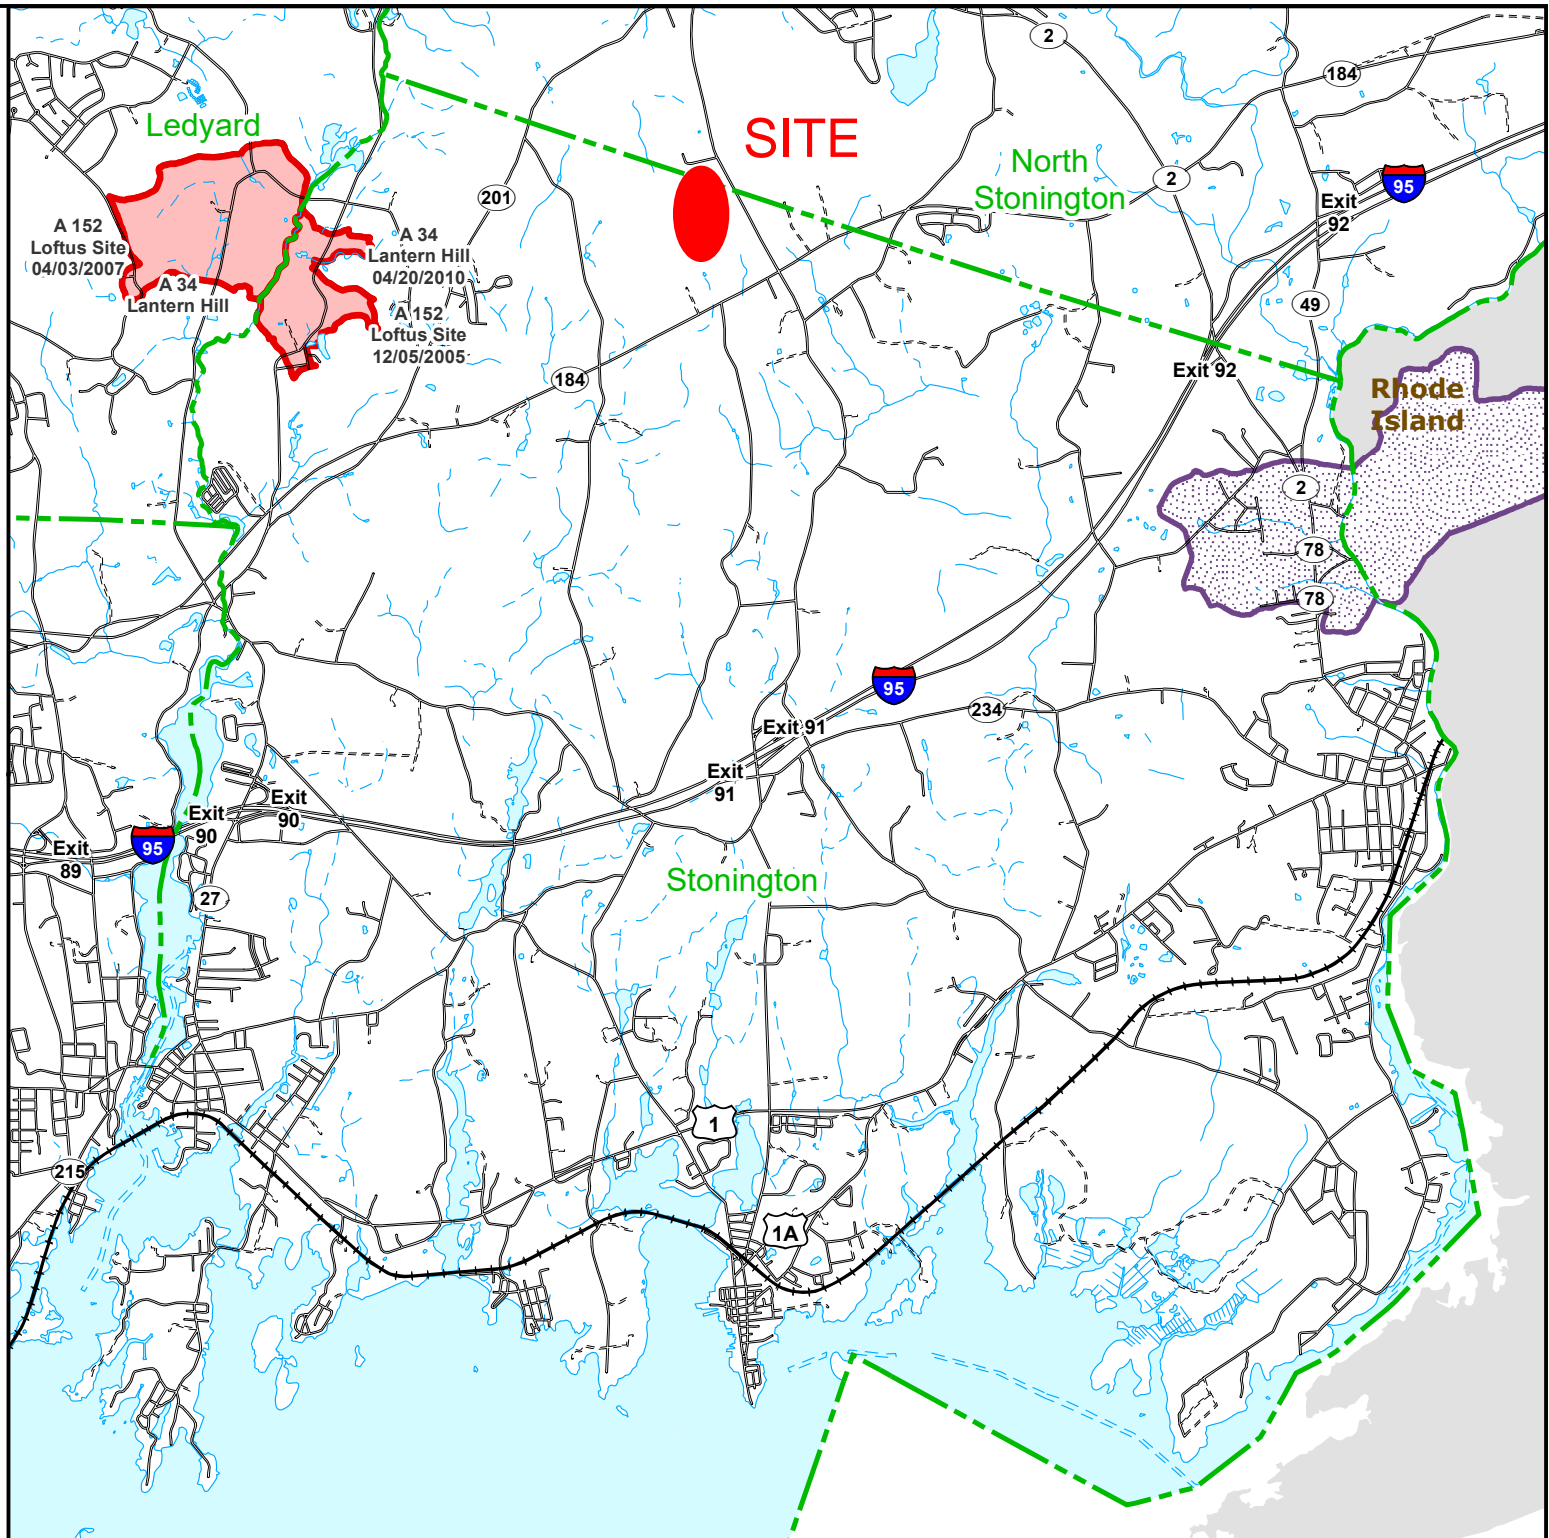 2
184
Ledyard
SITE
North
Stonington
2
95
201
Exit
92
A 152
Loftus Site
04/03/2007
A 34
Lantern Hill
04/20/2010
A 34
Lantern Hill
A 152
Loftus Site
12/05/2005
49
184
Exit 92
Rhode
Island
2
78
78
95
234
Exit 91
Exit
91
Exit
90
Exit
90
95
Exit
89
27
Stonington
1
215
1A